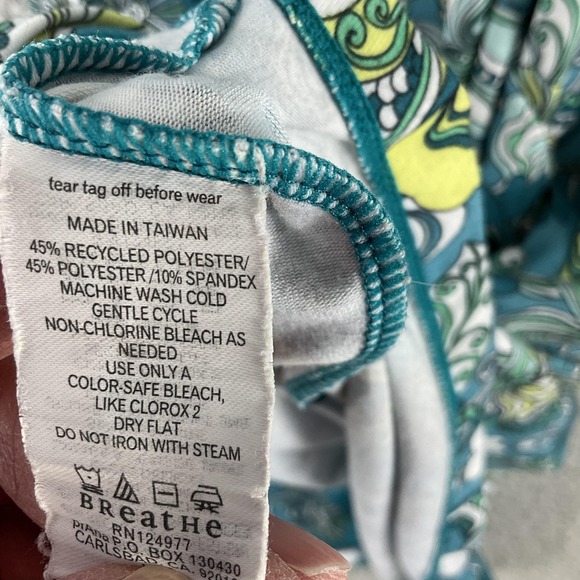 tear tag off before wear
MADE IN TAIWAN
45% RECYCLED POLYESTER/
45% POLYESTER /10% SPANDEX
MACHINE WASH COLD
GENTLE CYCLE
NON-CHLORINE BLEACH AS
NEEDED
USE ONLY A
COLOR-SAFE BLEACH,
LIKE CLOROX 2
DRY FLAT
DO NOT IRON WITH STEAM
BReatHe
RN124977
P.O. BOX 130430
CARLSBAD, CA.